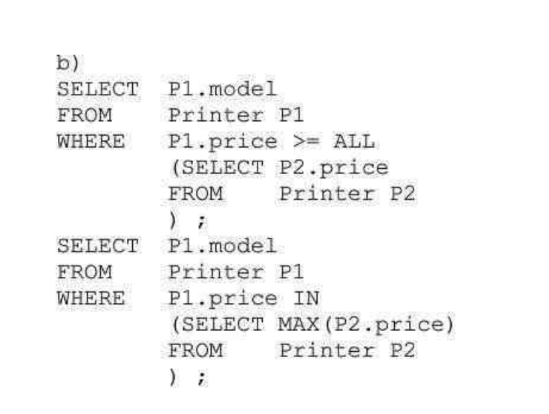 b)
SELECT  P1.model
FROM    Printer P1
WHERE   P1.price >= ALL
        (SELECT P2.price
        FROM    Printer P2
        ) ;
SELECT  P1.model
FROM    Printer P1
WHERE   P1.price IN
        (SELECT MAX(P2.price)
        FROM    Printer P2
        ) ;